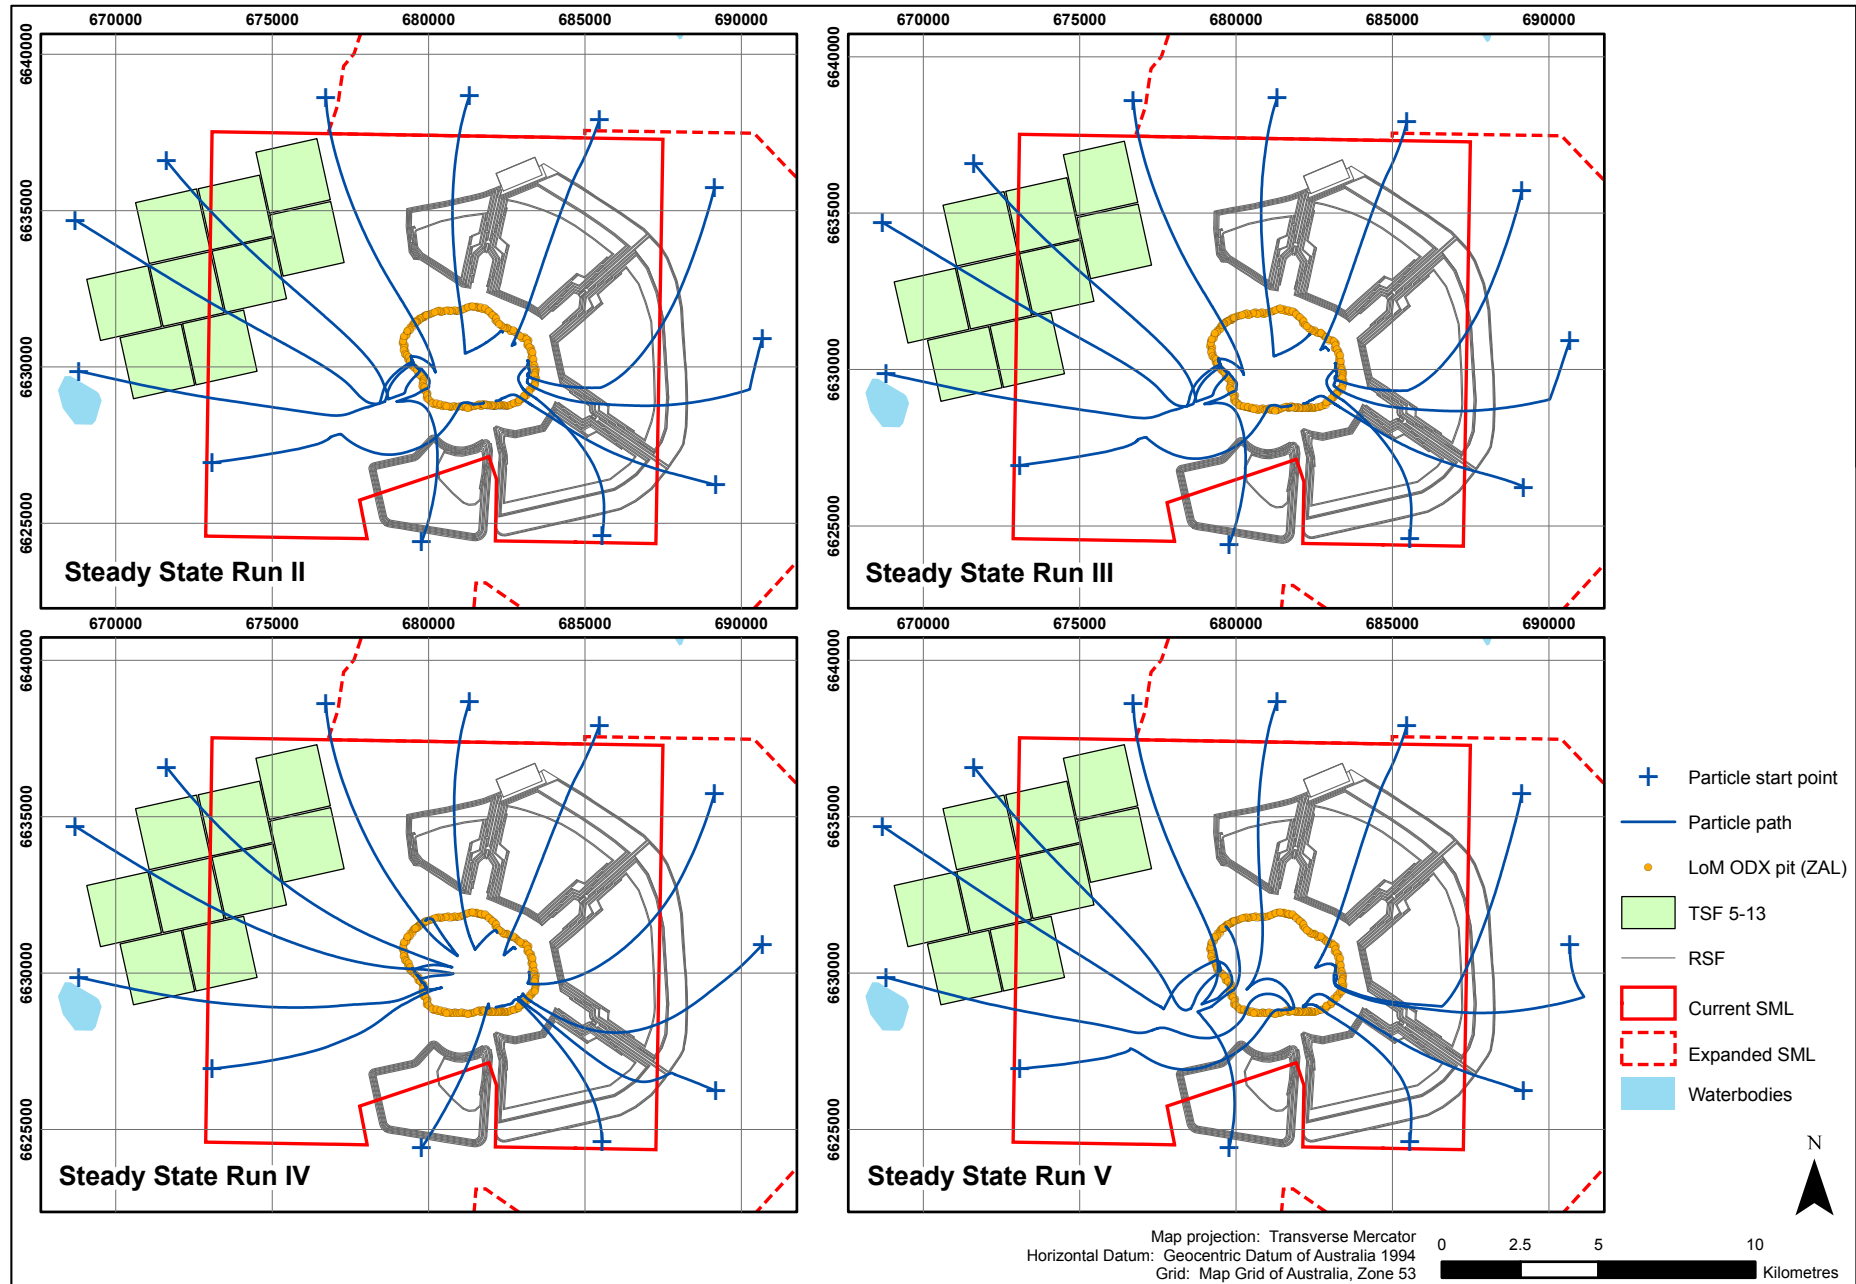 670000 675000 680000 685000 690000
670000 675000 680000 685000 690000
6640000
6635000
6630000
6625000
6640000
6635000
6630000
6625000
Steady State Run II
Steady State Run III
670000 675000 680000 685000 690000
670000 675000 680000 685000 690000
6640000
6635000
6630000
6625000
6640000
6635000
6630000
6625000
Steady State Run IV
Steady State Run V
Particle start point
Particle path
LoM ODX pit (ZAL)
TSF 5-13
RSF
Current SML
Expanded SML
Waterbodies
N
Map projection: Transverse Mercator
Horizontal Datum: Geocentric Datum of Australia 1994
Grid: Map Grid of Australia, Zone 53
0 2.5 5 10
Kilometres